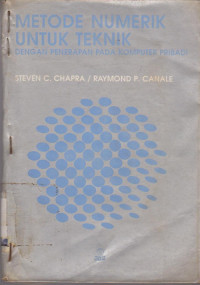 METODE NUMERIK
UNTUK TEKNIK
DENGAN PENERAPAN PADA KOMPUTER PRIBADI
STEVEN C. CHAPRA / RAYMOND P. CANALE